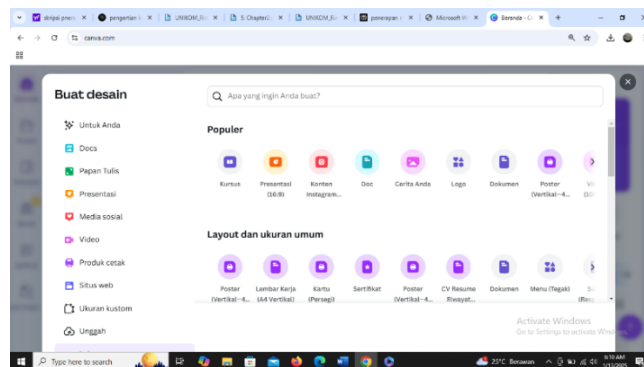 skripsi pness
pengertian
UNIKOM_Ri
5. Chapter2
UNIKOM_Ri
penerapan
Microsoft W
Beranda - C
canva.com
Buat desain
Apa yang ingin Anda buat?
Untuk Anda
Docs
Papan Tulis
Presentasi
Media sosial
Video
Produk cetak
Situs web
Ukuran kustom
Unggah
Populer
Kursus
Presentasi (16:9)
Konten Instagram...
Doc
Cerita Anda
Logo
Dokumen
Poster (Vertikal—4...
Layout dan ukuran umum
Poster (Vertikal—4...
Lembar Kerja (A4 Vertikal)
Kartu (Persegi)
Sertifikat
Poster (Vertikal—4...
CV Resume Riwayat...
Dokumen
Menu (Tegak)
Activate Windows
Go to Settings to activate Windows.
Type here to search
25°C Berawan
6:10 AM